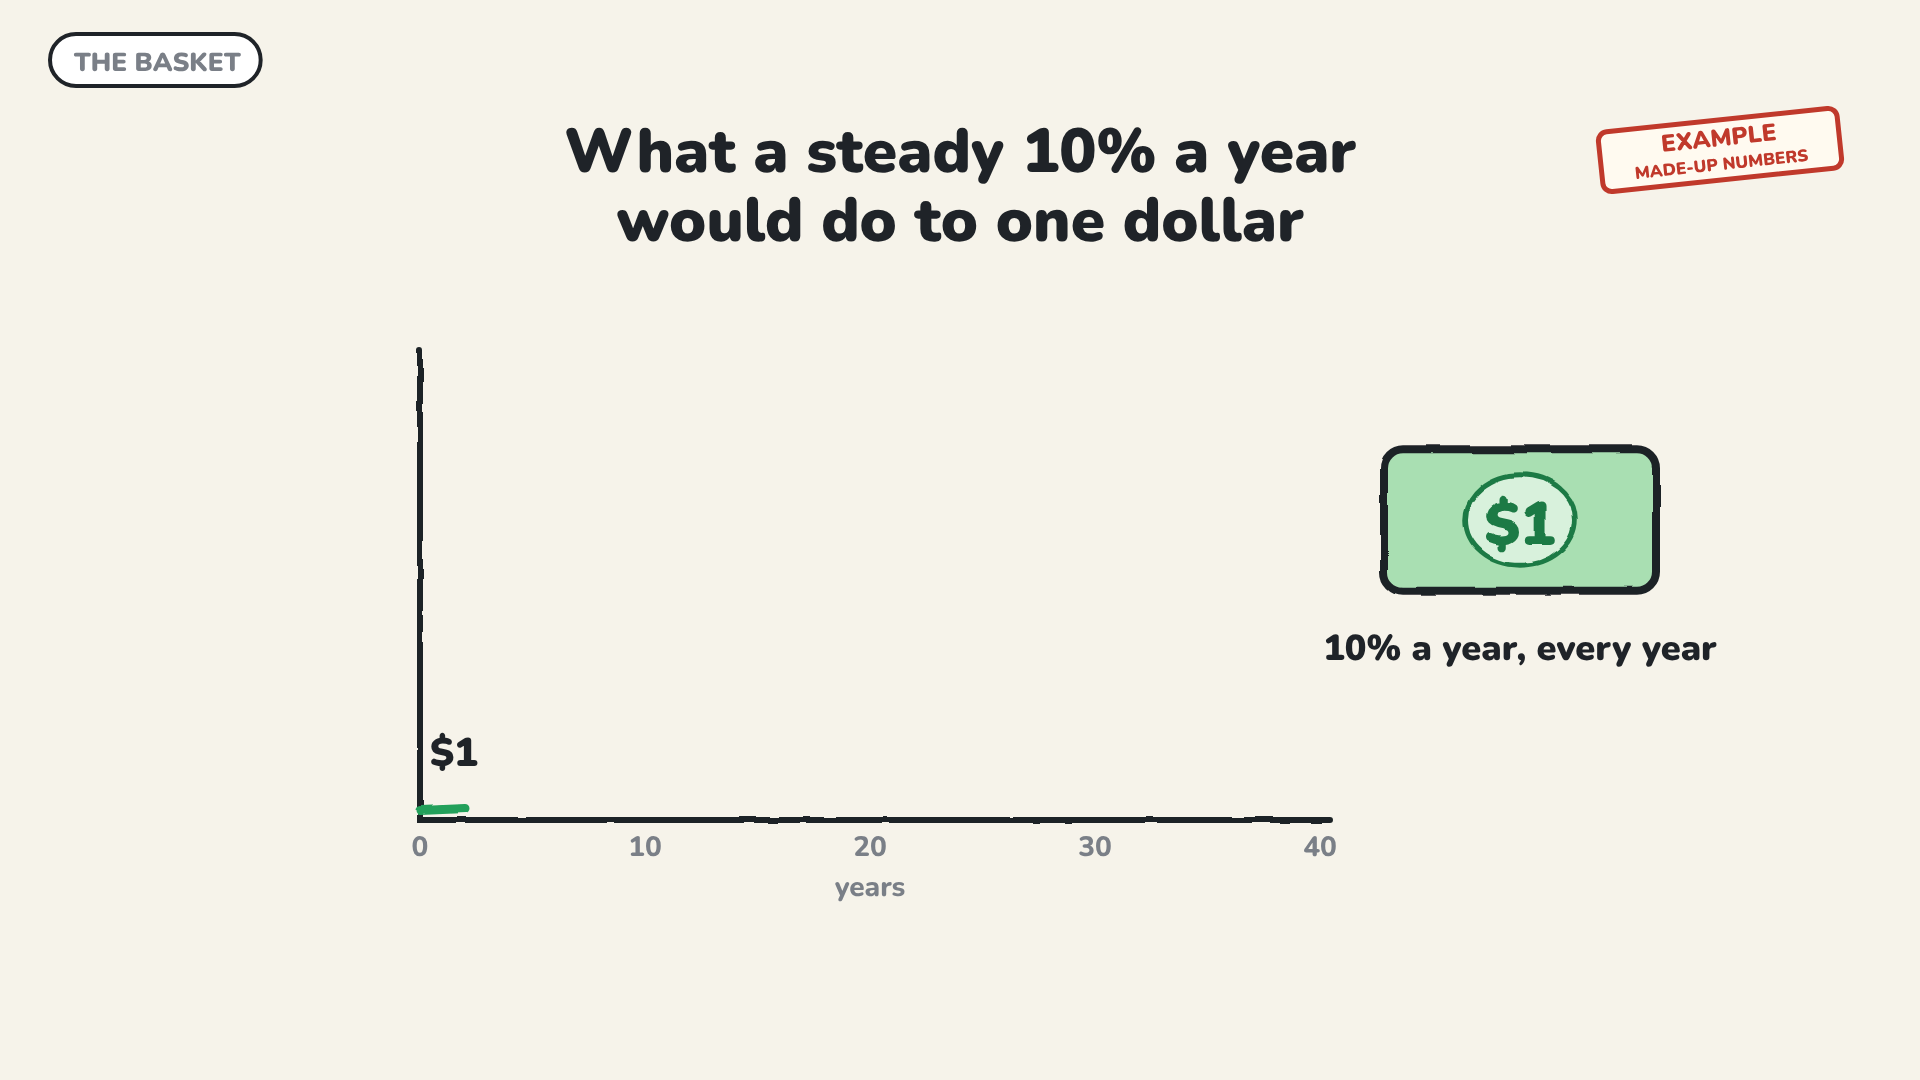 THE BASKET
What a steady 10% a year
would do to one dollar
EXAMPLE
MADE-UP NUMBERS
$1
10% a year, every year
$1
0 10 20 30 40
years